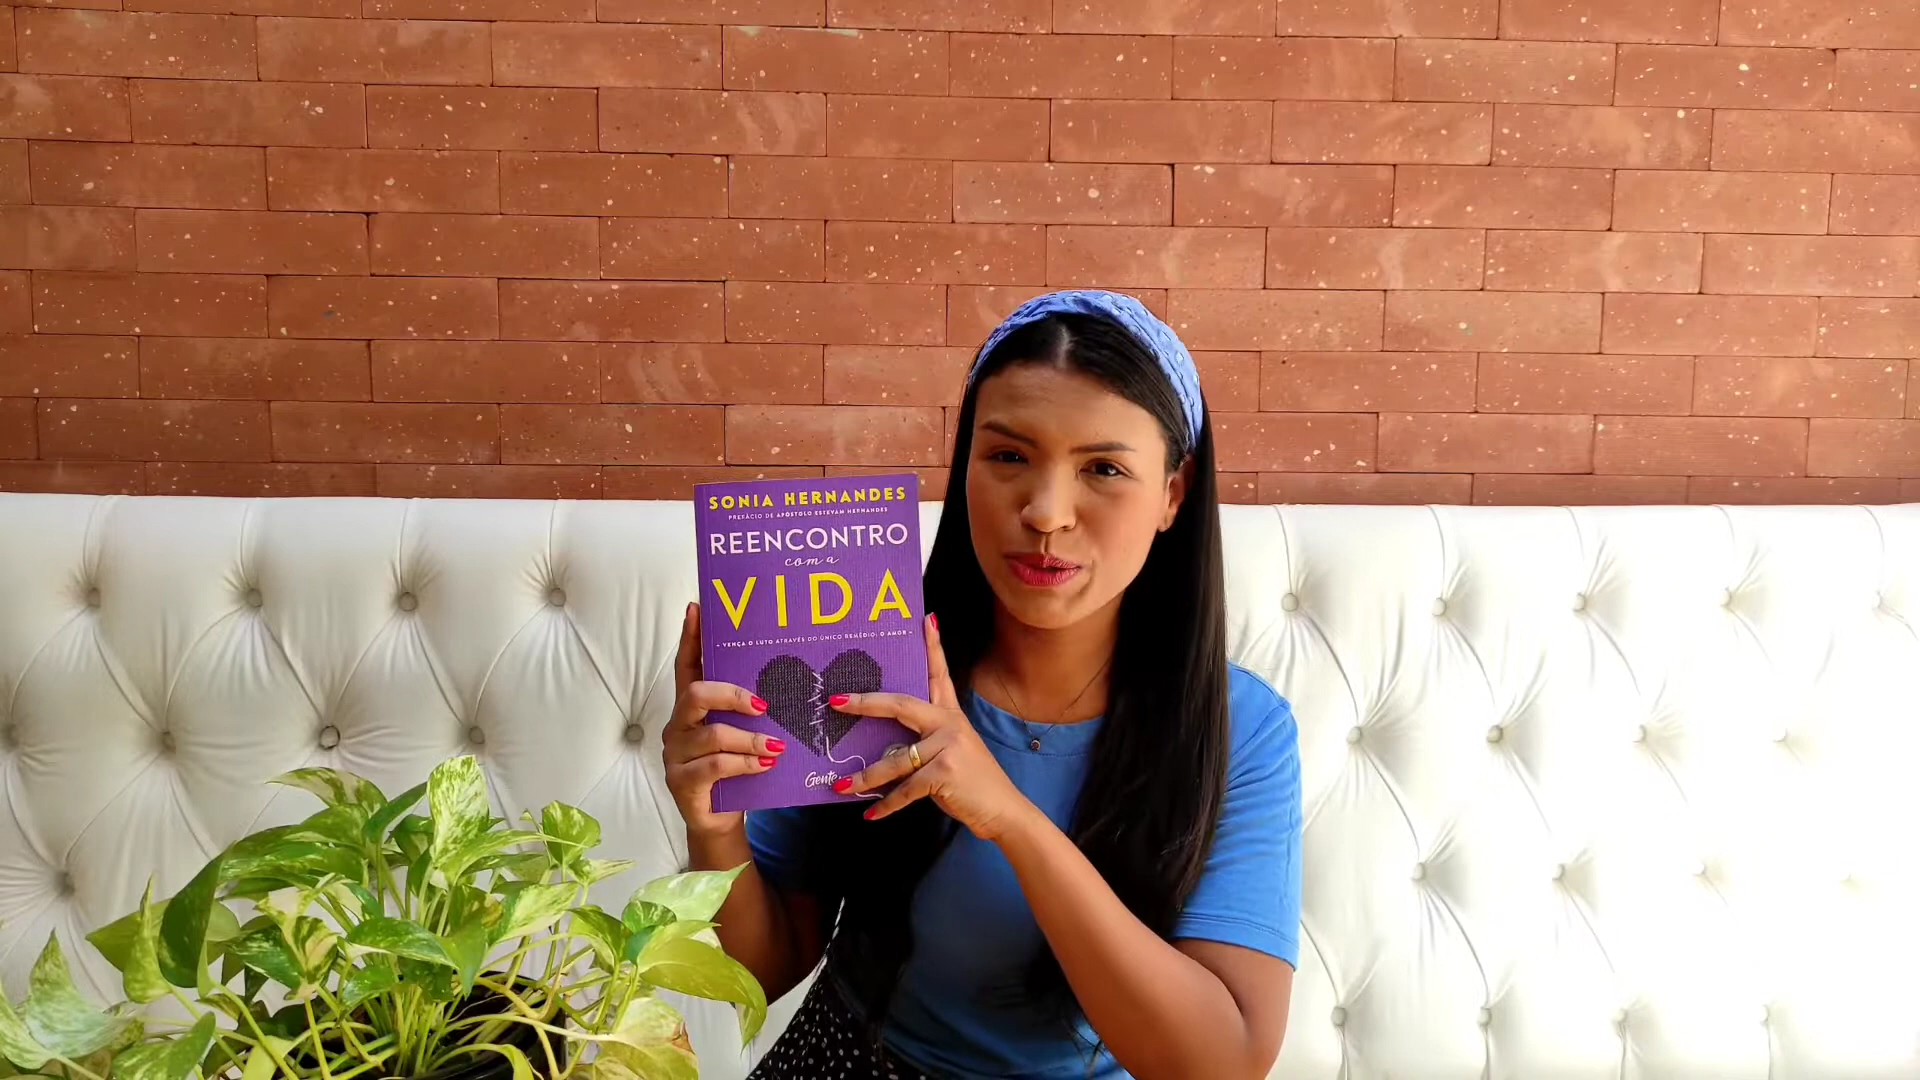 SONIA HERNANDES
PREFÁCIO DE APÓSTOLO ESTEVAM HERNANDES
REENCONTRO
com a
VIDA
• VENÇA O LUTO ATRAVÉS DO ÚNICO REMÉDIO: O AMOR •
Gente